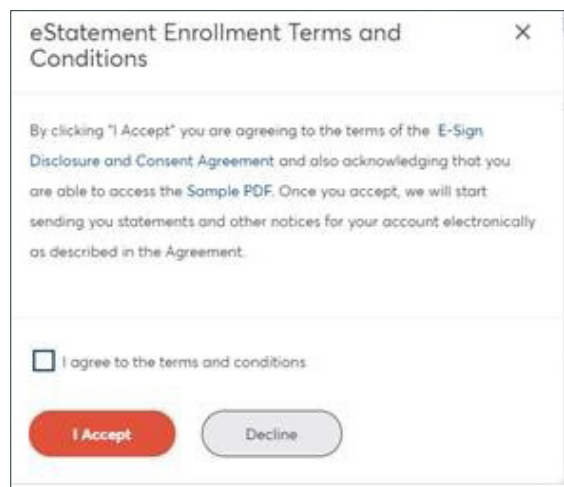 eStatement Enrollment Terms and
Conditions
By clicking "I Accept" you are agreeing to the terms of the E-Sign
Disclosure and Consent Agreement and also acknowledging that you
are able to access the Sample PDF. Once you accept, we will start
sending you statements and other notices for your account electronically
as described in the Agreement.
I agree to the terms and conditions
I Accept
Decline